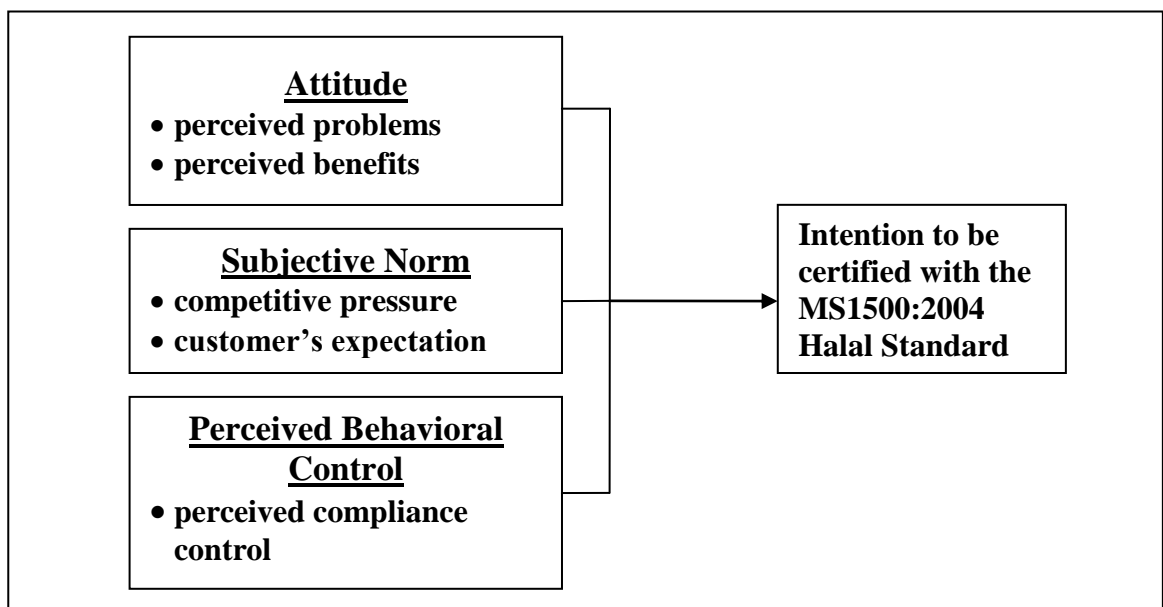 Attitude
• perceived problems
• perceived benefits
Subjective Norm
• competitive pressure
• customer’s expectation
Perceived Behavioral
Control
• perceived compliance
control
Intention to be
certified with the
MS1500:2004
Halal Standard